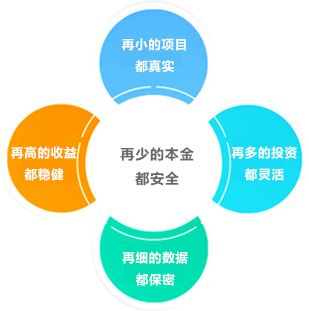 再小的项目
都真实
再高的收益
都稳健
再少的本金
都安全
再多的投资
都灵活
再细的数据
都保密